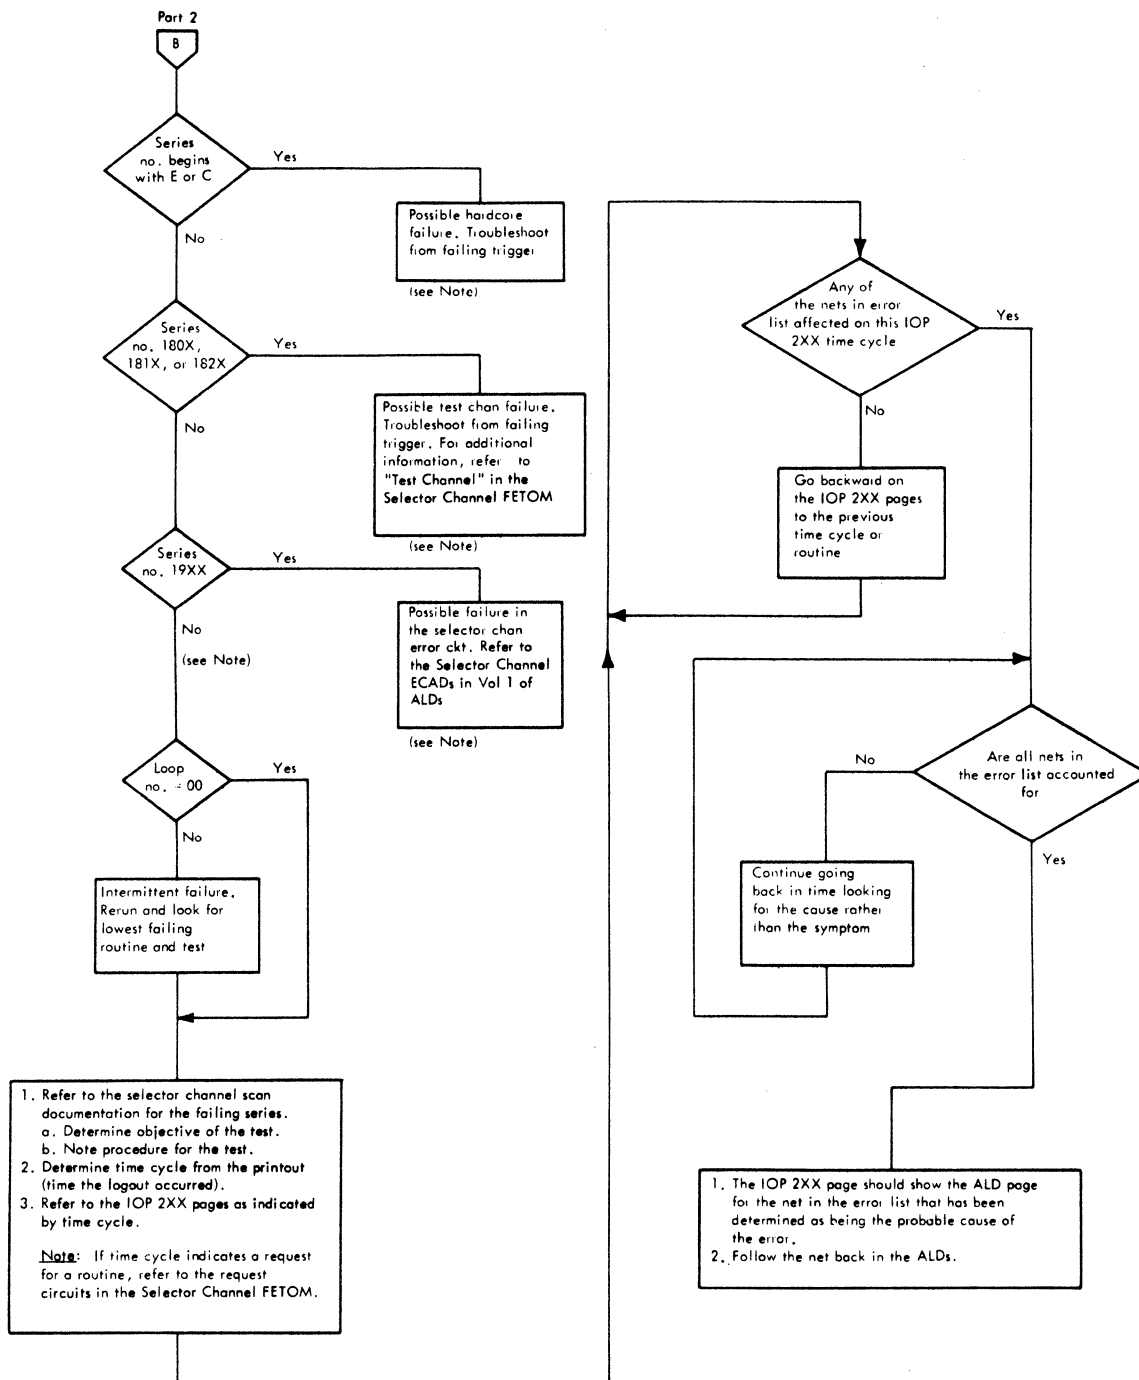 Part 2
B
Series
no. begins
with E or C
Yes
No
Possible hardcore
failure. Troubleshoot
from failing trigger
(see Note)
Series
no. 180X,
181X, or 182X
Yes
No
Possible test chan failure.
Troubleshoot from failing
trigger. For additional
information, refer to
"Test Channel" in the
Selector Channel FETOM
(see Note)
Series
no. 19XX
Yes
No
(see Note)
Possible failure in
the selector chan
error ckt. Refer to
the Selector Channel
ECADs in Vol 1 of
ALDs
(see Note)
Loop
no. = 00
Yes
No
Intermittent failure.
Rerun and look for
lowest failing
routine and test
1. Refer to the selector channel scan
documentation for the failing series.
a. Determine objective of the test.
b. Note procedure for the test.
2. Determine time cycle from the printout
(time the logout occurred).
3. Refer to the IOP 2XX pages as indicated
by time cycle.
Note: If time cycle indicates a request
for a routine, refer to the request
circuits in the Selector Channel FETOM.
Any of
the nets in error
list affected on this IOP
2XX time cycle
Yes
No
Go backward on
the IOP 2XX pages
to the previous
time cycle or
routine
Are all nets in
the error list accounted
for
No
Yes
Continue going
back in time looking
for the cause rather
than the symptom
1. The IOP 2XX page should show the ALD page
for the net in the error list that has been
determined as being the probable cause of
the error.
2. Follow the net back in the ALDs.